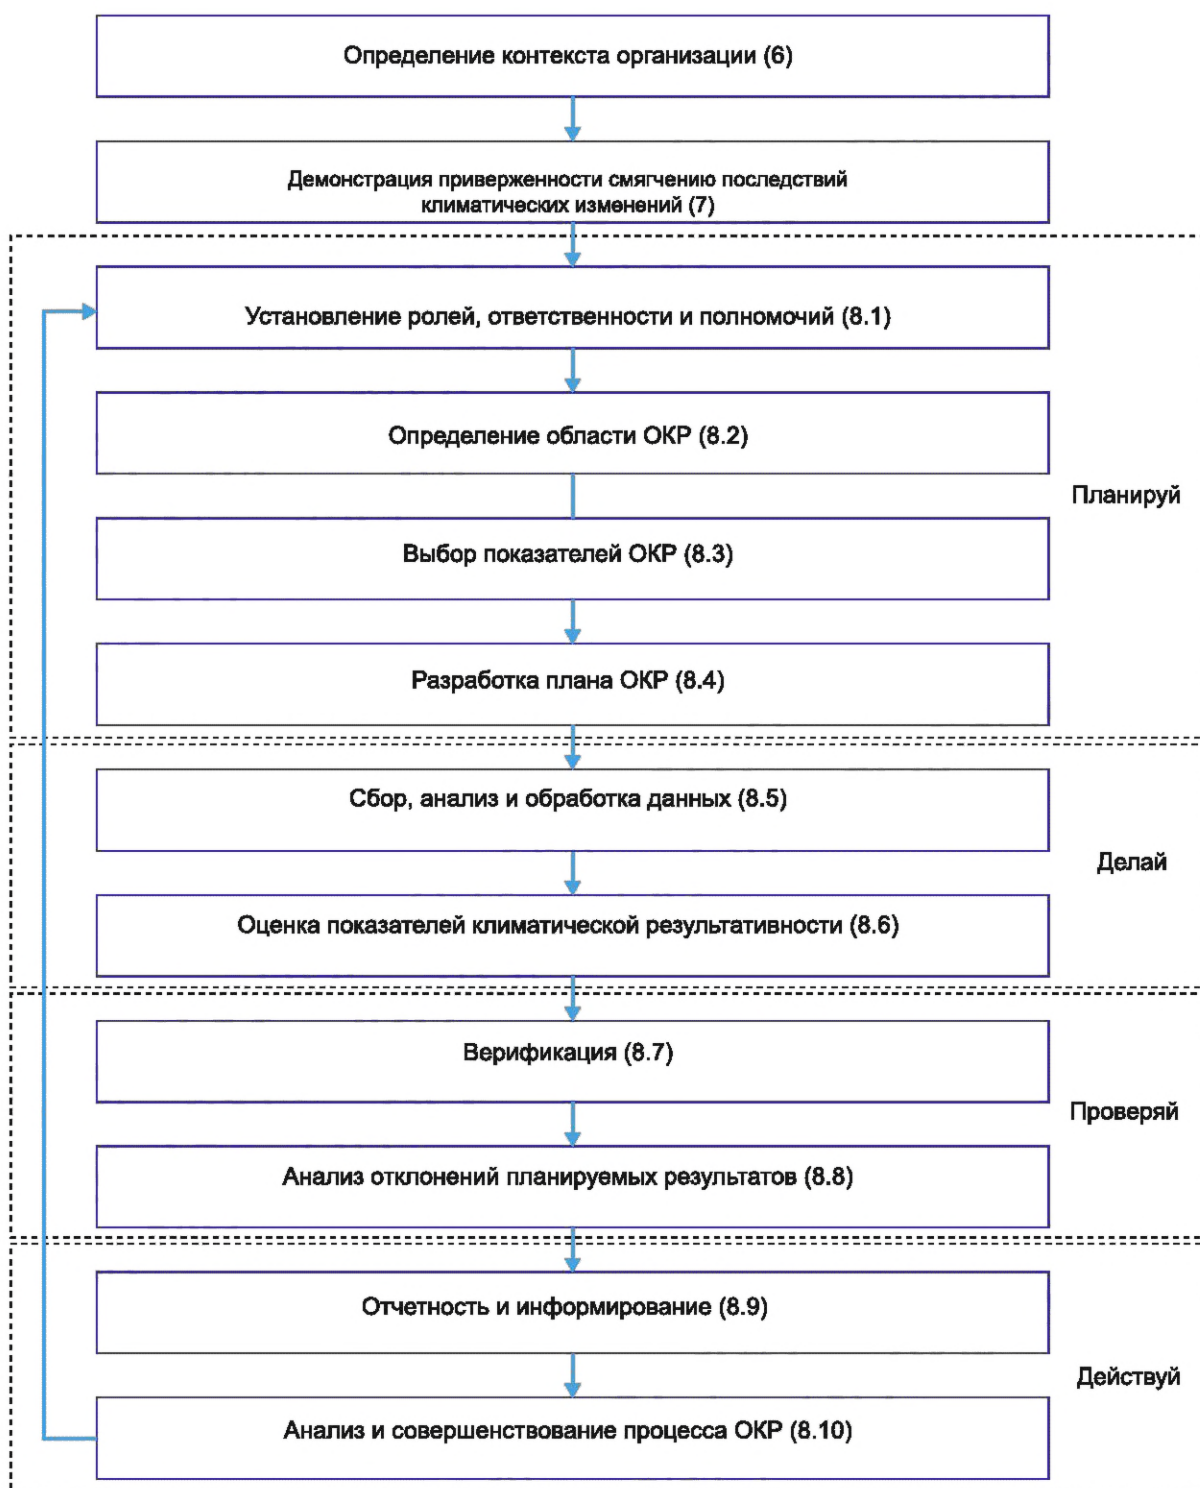 Определение контекста организации (6)
Демонстрация приверженности смягчению последствий
климатических изменений (7)
Установление ролей, ответственности и полномочий (8.1)
Определение области ОКР (8.2)
Планируй
Выбор показателей ОКР (8.3)
Разработка плана ОКР (8.4)
Сбор, анализ и обработка данных (8.5)
Делай
Оценка показателей климатической результативности (8.6)
Верификация (8.7)
Проверяй
Анализ отклонений планируемых результатов (8.8)
Отчетность и информирование (8.9)
Действуй
Анализ и совершенствование процесса ОКР (8.10)